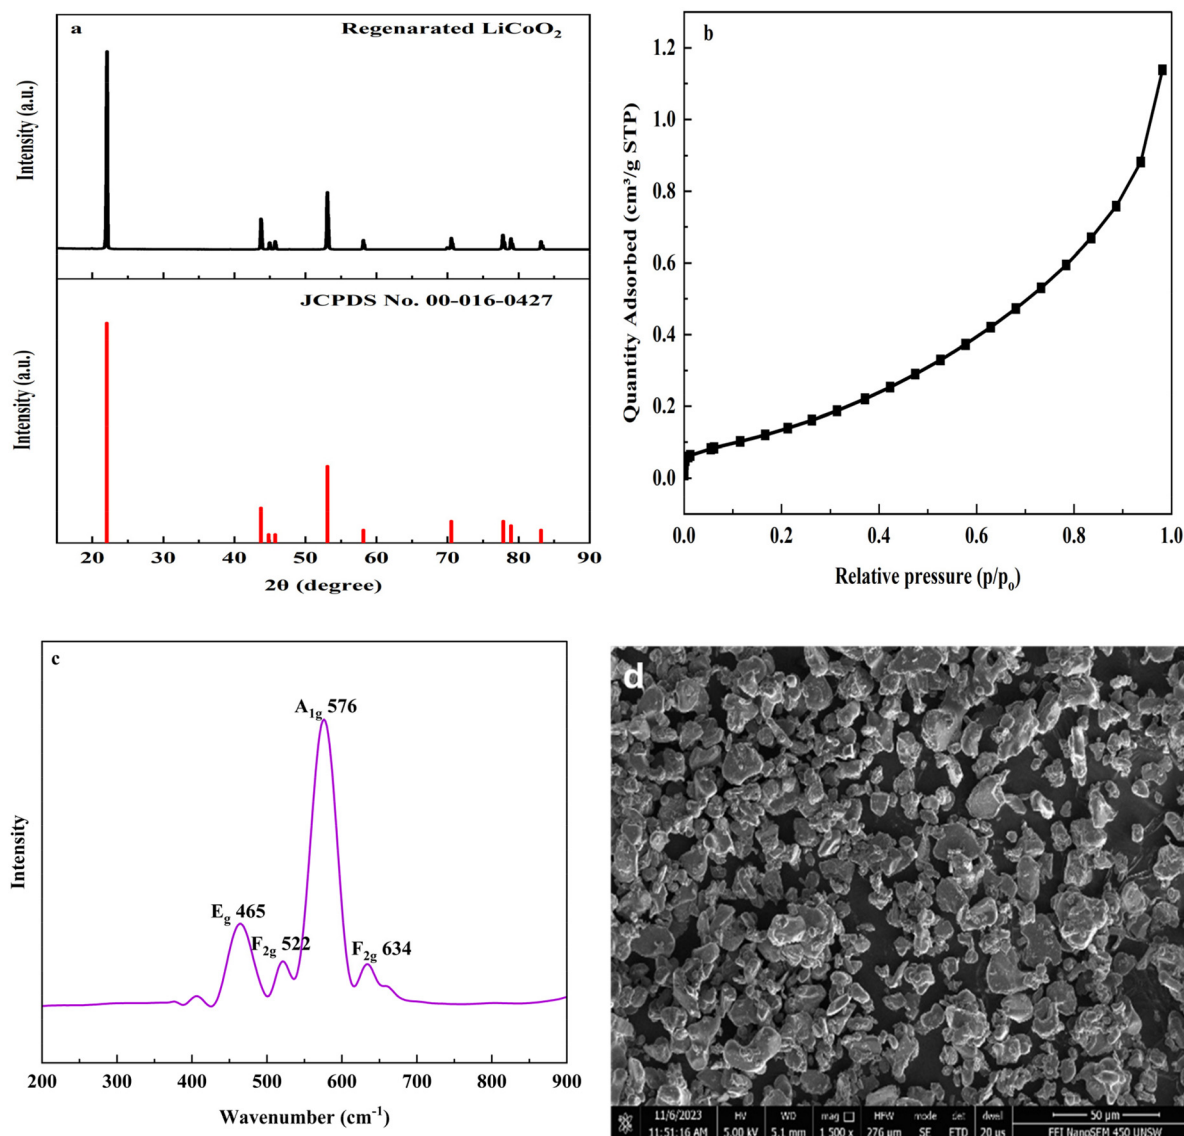 a
Regenarated LiCoO₂
Intensity (a.u.)
JCPDS No. 00-016-0427
Intensity (a.u.)
20 30 40 50 60 70 80 90
2θ (degree)
b
Quantity Adsorbed (cm³/g STP)
1.2
1.0
0.8
0.6
0.4
0.2
0.0
0.0 0.2 0.4 0.6 0.8 1.0
Relative pressure (p/p₀)
c
A₁g 576
E_g 465
F₂g 522
F₂g 634
Intensity
200 300 400 500 600 700 800 900
Wavenumber (cm⁻¹)
d
11/6/2023 HV WD mag HFW mode det dwell 50 μm
11:51:16 AM 5.00 kV 5.1 mm 1 500 x 276 μm SE ETD 20 μs FEI NanoSEM 450 UNSW